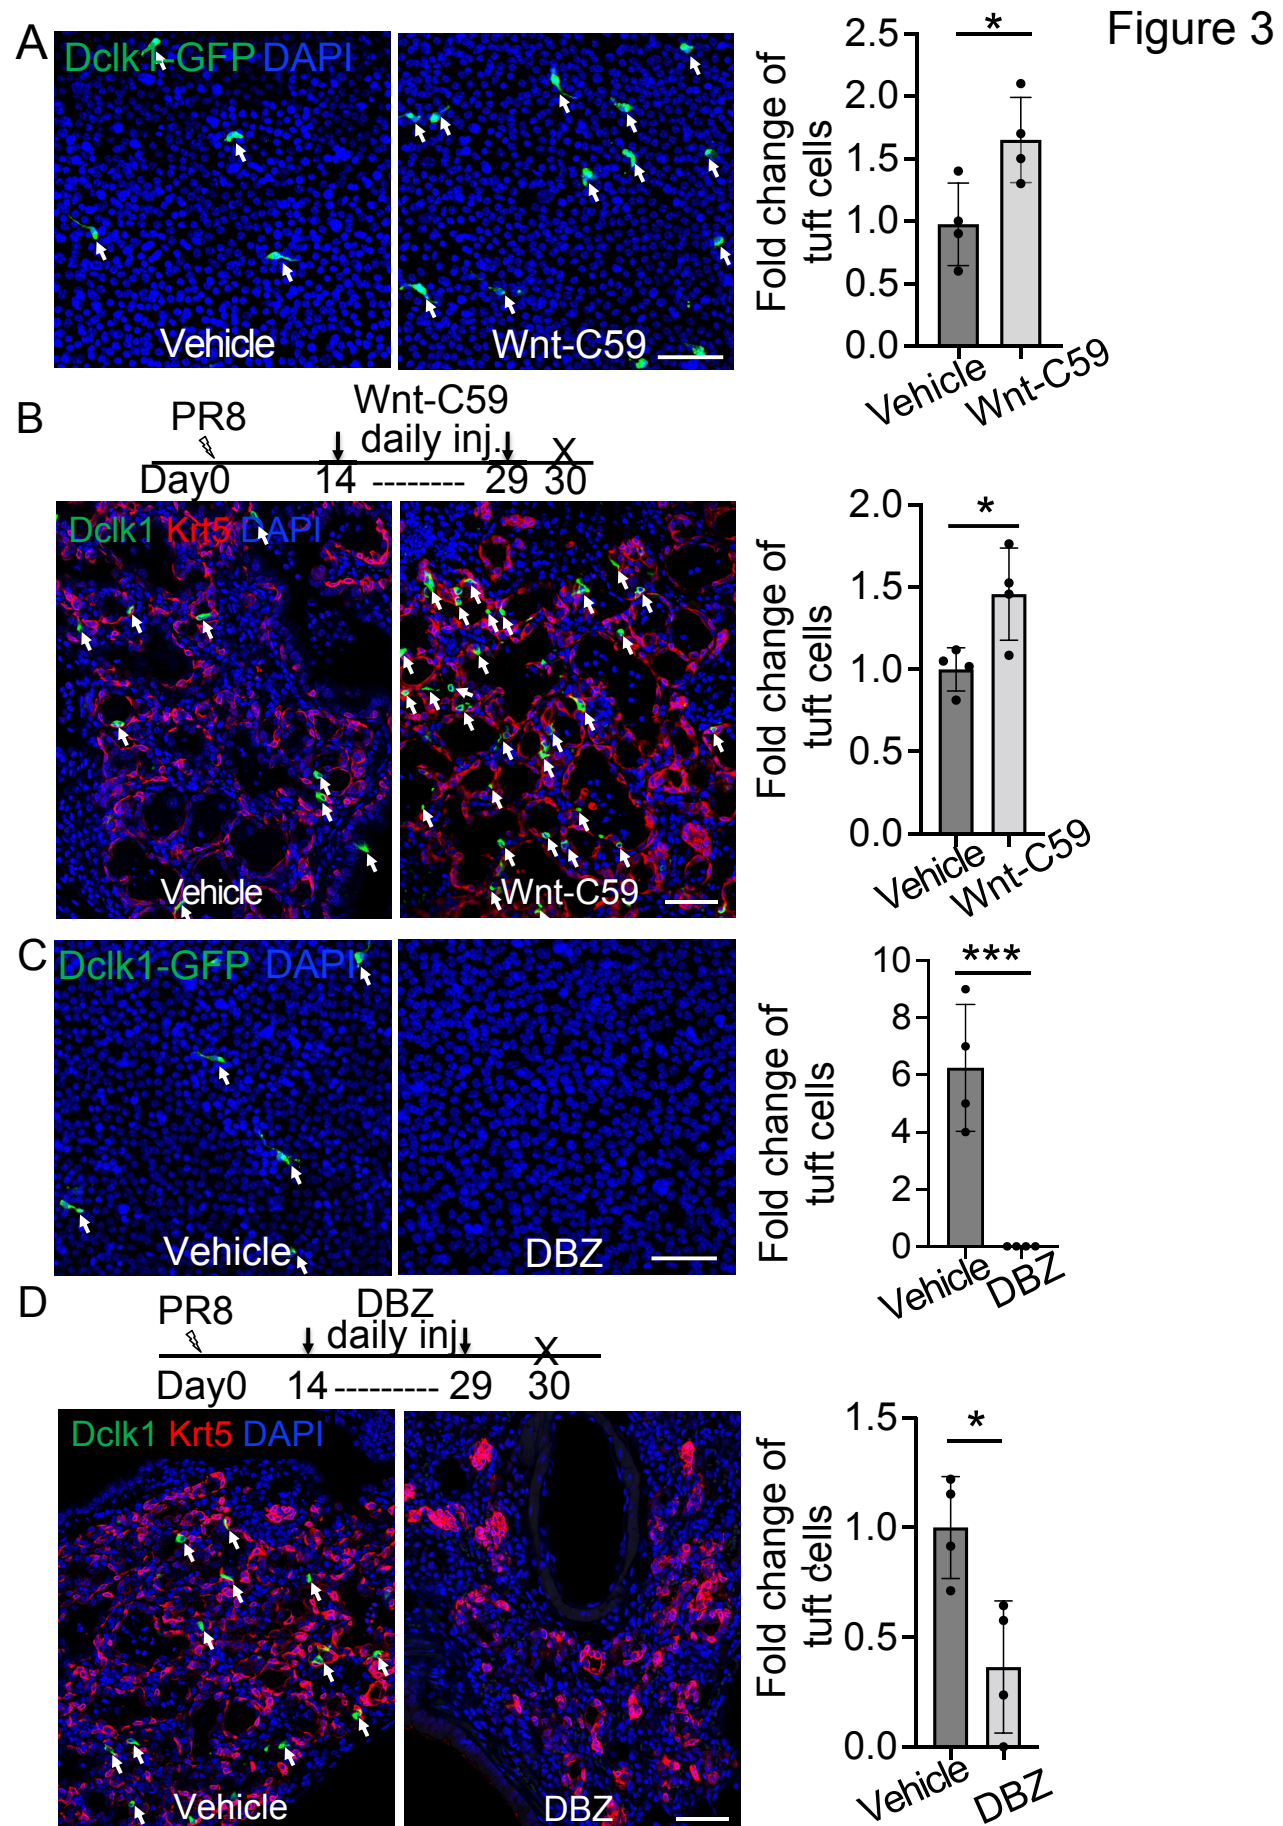 Figure 3
A
Dclk1-GFP DAPI
Vehicle
Wnt-C59
Fold change of
tuft cells
2.5
2.0
1.5
1.0
0.5
0.0
*
Vehicle
Wnt-C59
B
PR8
Wnt-C59
daily inj.
X
Day0
14 -------- 29 30
Dclk1 Krt5 DAPI
Vehicle
Wnt-C59
Fold change of
tuft cells
2.0
1.5
1.0
0.5
0.0
*
Vehicle
Wnt-C59
C
Dclk1-GFP DAPI
Vehicle
DBZ
Fold change of
tuft cells
10
8
6
4
2
0
***
Vehicle
DBZ
D
PR8
DBZ
daily inj
X
Day0 14 --------- 29 30
Dclk1 Krt5 DAPI
Vehicle
DBZ
Fold change of
tuft cells
1.5
1.0
0.5
0.0
*
Vehicle
DBZ